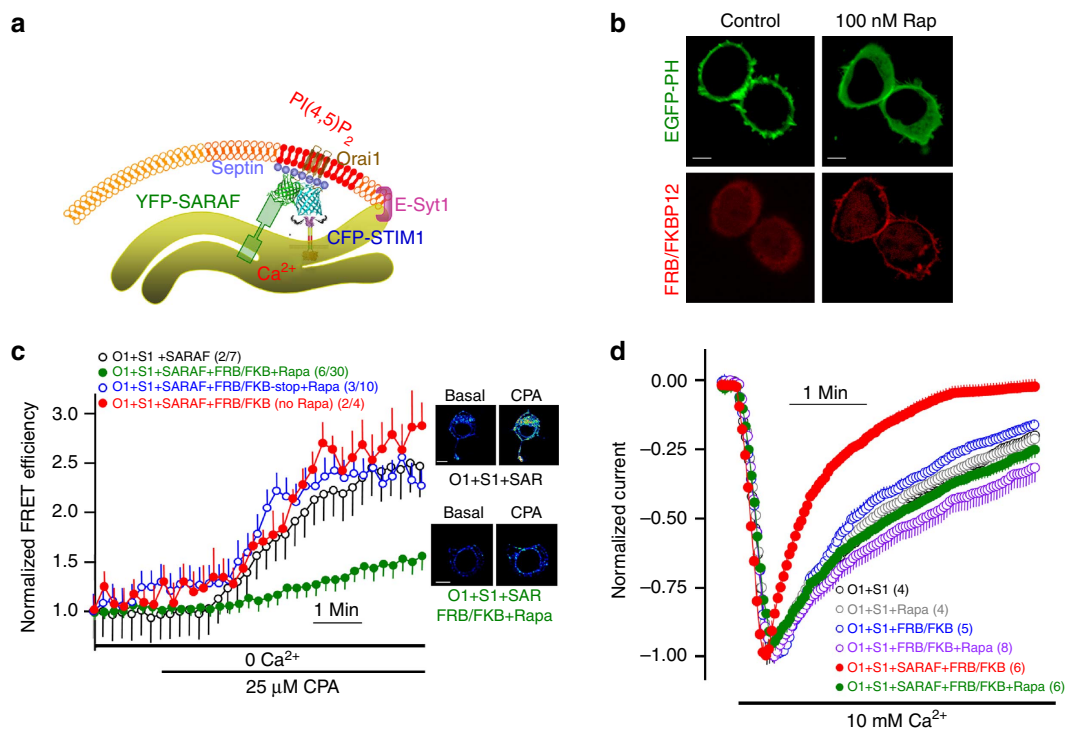 a
PI(4,5)P2
Orai1
Septin
YFP-SARAF
E-Syt1
CFP-STIM1
Ca2+
b
Control
100 nM Rap
EGFP-PH
FRB/FKBP12
c
O1+S1 +SARAF (2/7)
O1+S1+SARAF+FRB/FKB+Rapa (6/30)
O1+S1+SARAF+FRB/FKB-stop+Rapa (3/10)
O1+S1+SARAF+FRB/FKB (no Rapa) (2/4)
Normalized FRET efficiency
3.0
2.5
2.0
1.5
1.0
1 Min
0 Ca2+
25 μM CPA
Basal
CPA
O1+S1+SAR
Basal
CPA
O1+S1+SAR
FRB/FKB+Rapa
d
Normalized current
0.00
–0.25
–0.50
–0.75
–1.00
1 Min
O1+S1 (4)
O1+S1+Rapa (4)
O1+S1+FRB/FKB (5)
O1+S1+FRB/FKB+Rapa (8)
O1+S1+SARAF+FRB/FKB (6)
O1+S1+SARAF+FRB/FKB+Rapa (6)
10 mM Ca2+